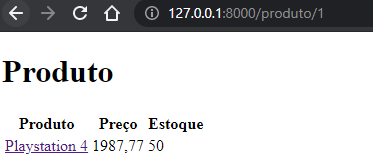 127.0.0.1:8000/produto/1
Produto
Produto Preço Estoque
Playstation 4 1987,77 50